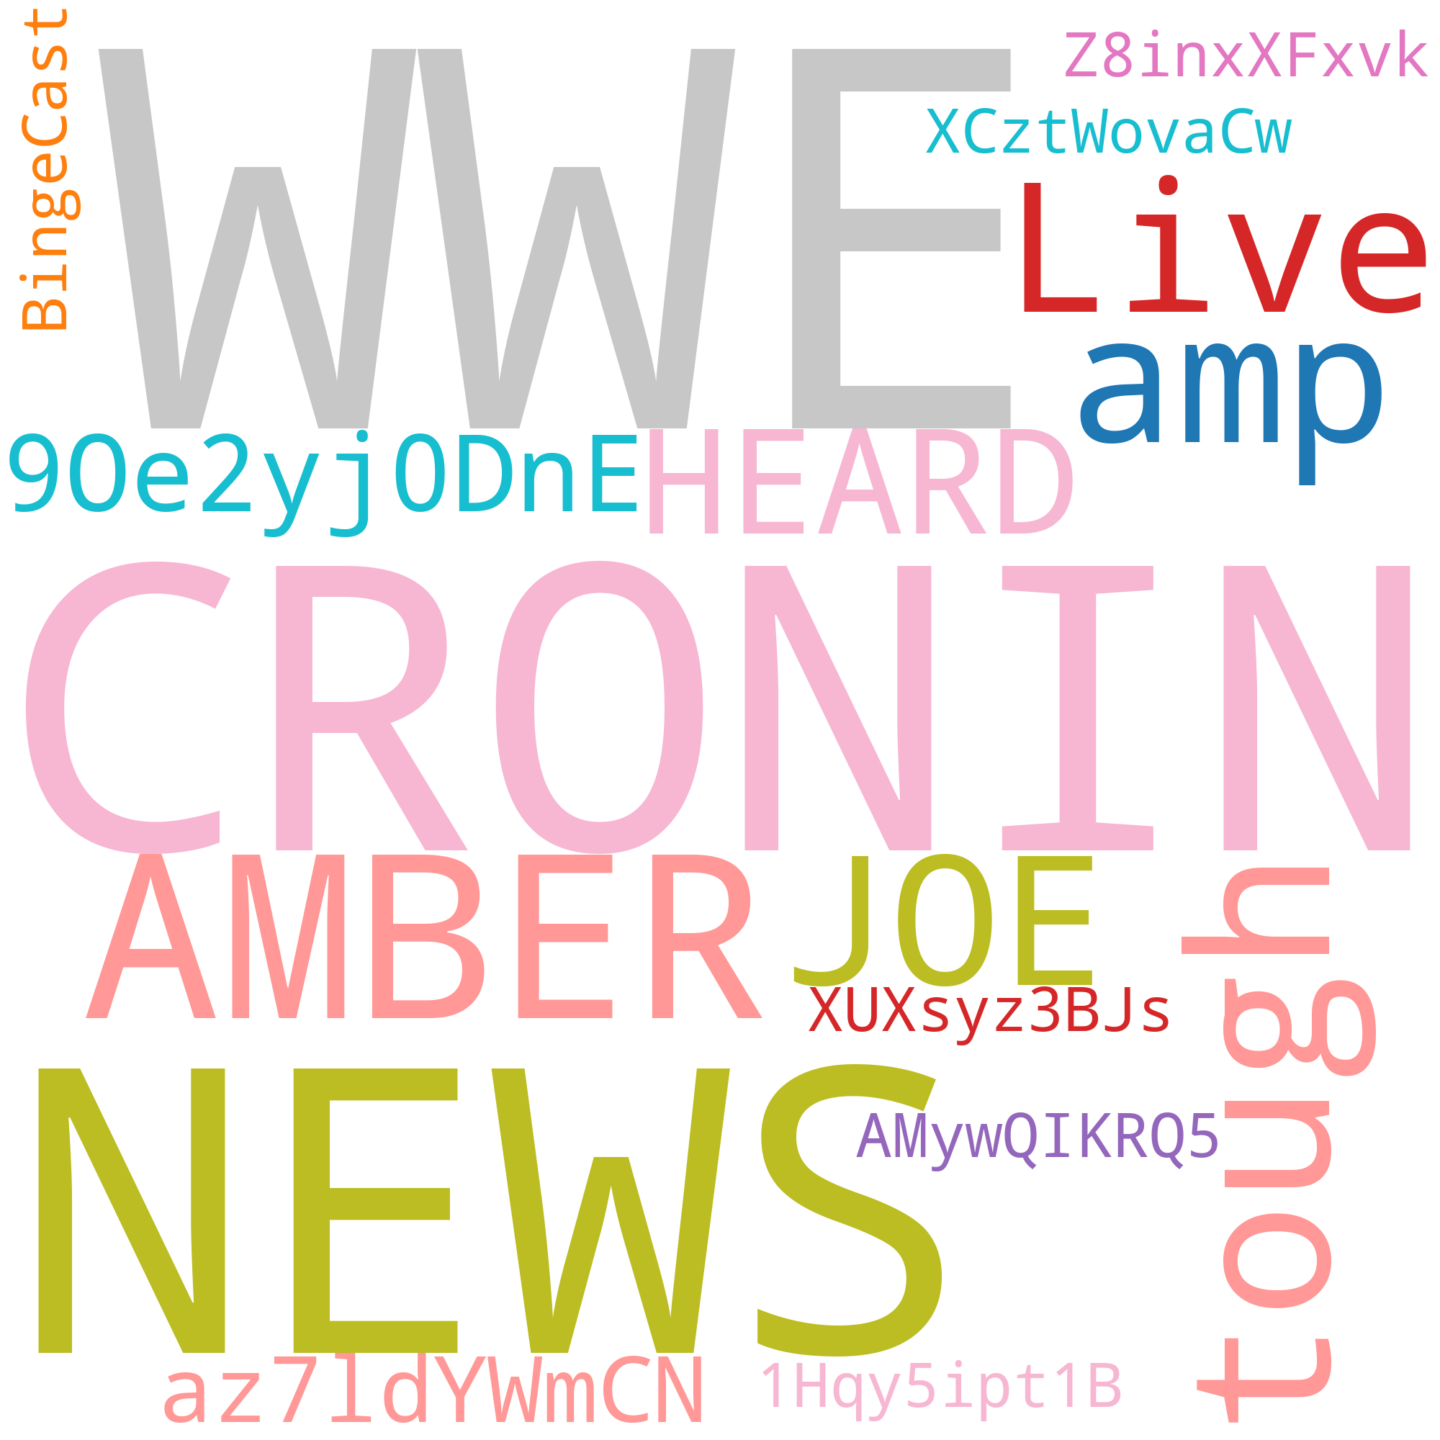 BingeCast
WWE
Z8inxXFxvk
XCztWovaCw
Live
amp
9Oe2yj0DnE
HEARD
CRONIN
AMBER
JOE
XUXsyz3BJs
tough
NEWS
AMywQIKRQ5
az7ldYWmCN
1Hqy5ipt1B